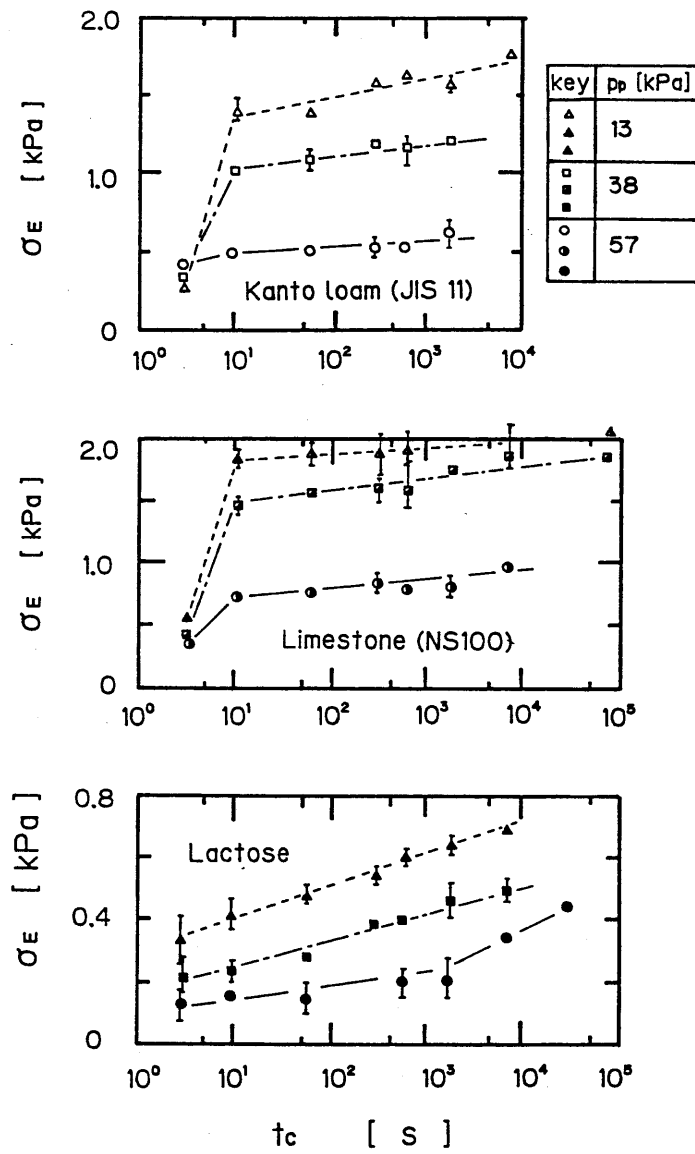 2.0
1.0
0
σE [kPa]
10⁰ 10¹ 10² 10³ 10⁴
Kanto loam (JIS 11)
key pp [kPa]
13
38
57
2.0
1.0
0
σE [kPa]
10⁰ 10¹ 10² 10³ 10⁴ 10⁵
Limestone (NS100)
0.8
0.4
0
σE [kPa]
Lactose
10⁰ 10¹ 10² 10³ 10⁴ 10⁵
tc [S]